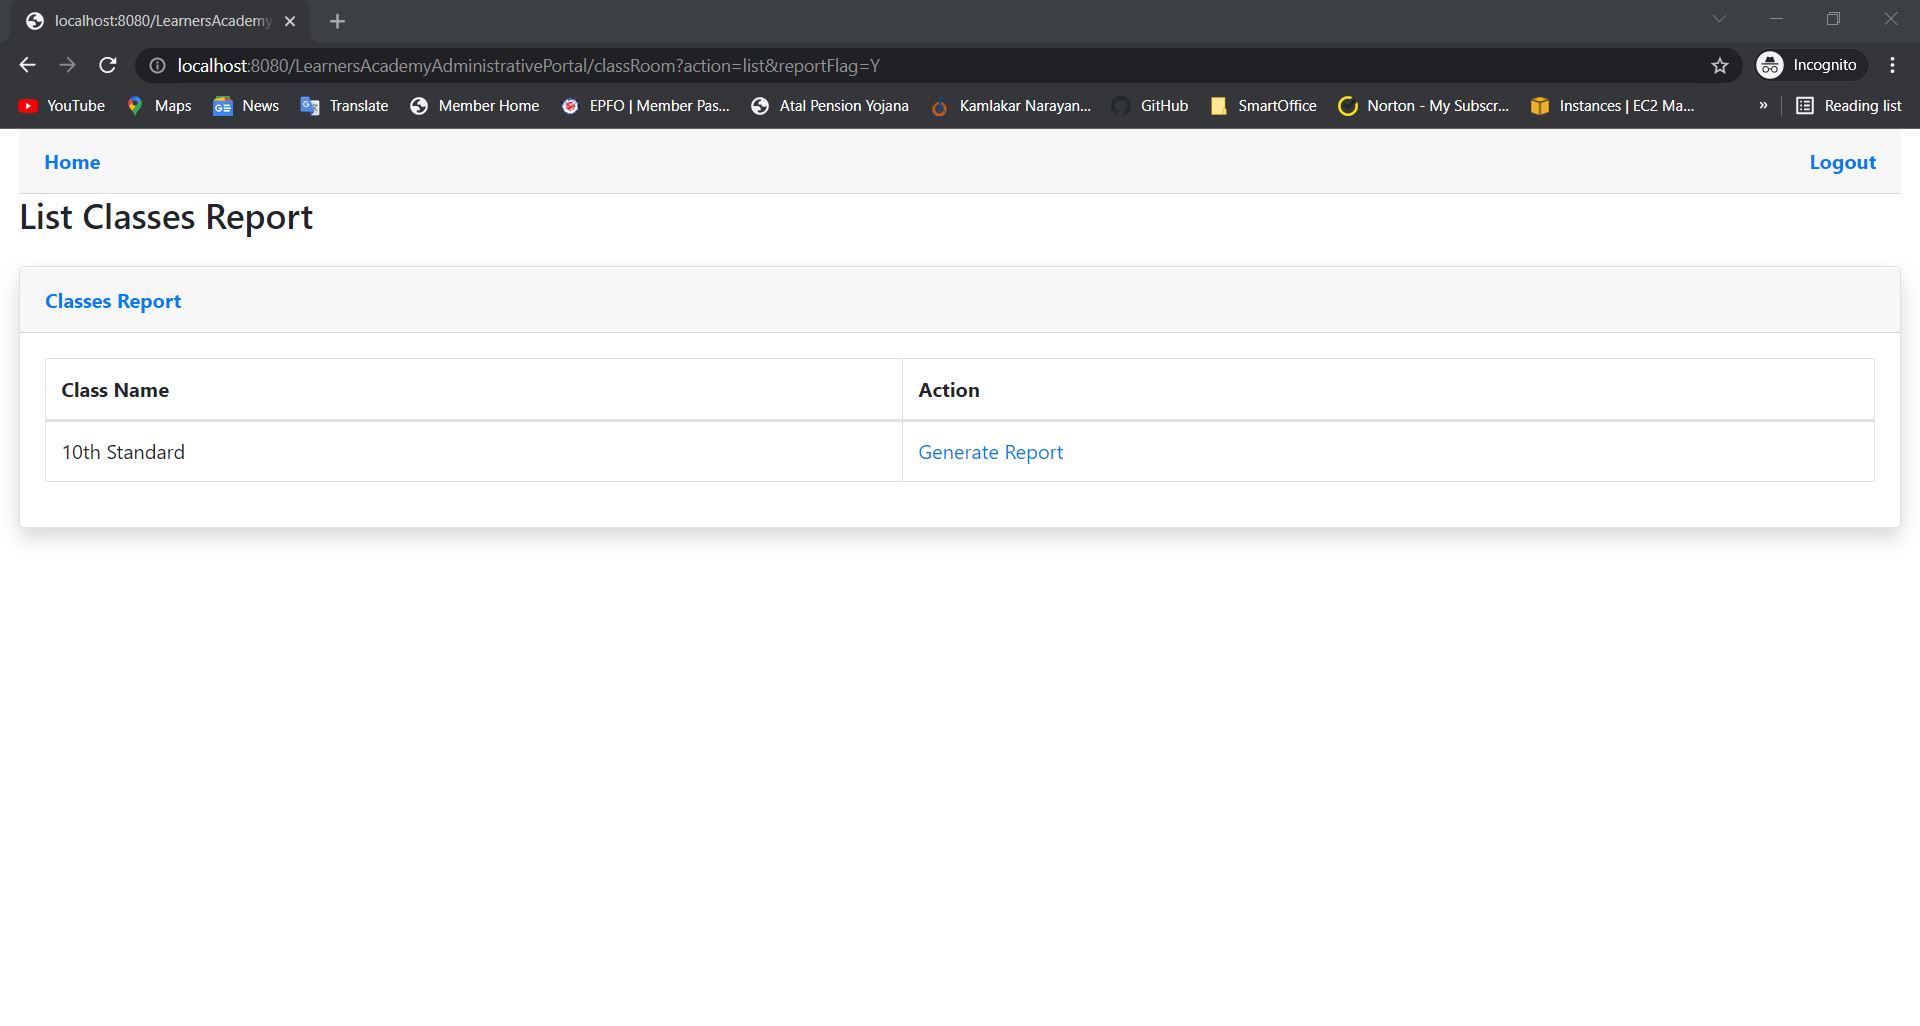 localhost:8080/LearnersAcademy
localhost:8080/LearnersAcademyAdministrativePortal/classRoom?action=list&reportFlag=Y
Incognito
YouTube Maps News Translate Member Home EPFO | Member Pas... Atal Pension Yojana Kamlakar Narayan... GitHub SmartOffice Norton - My Subscr... Instances | EC2 Ma... » Reading list
Home Logout
List Classes Report
Classes Report
Class Name Action
10th Standard Generate Report